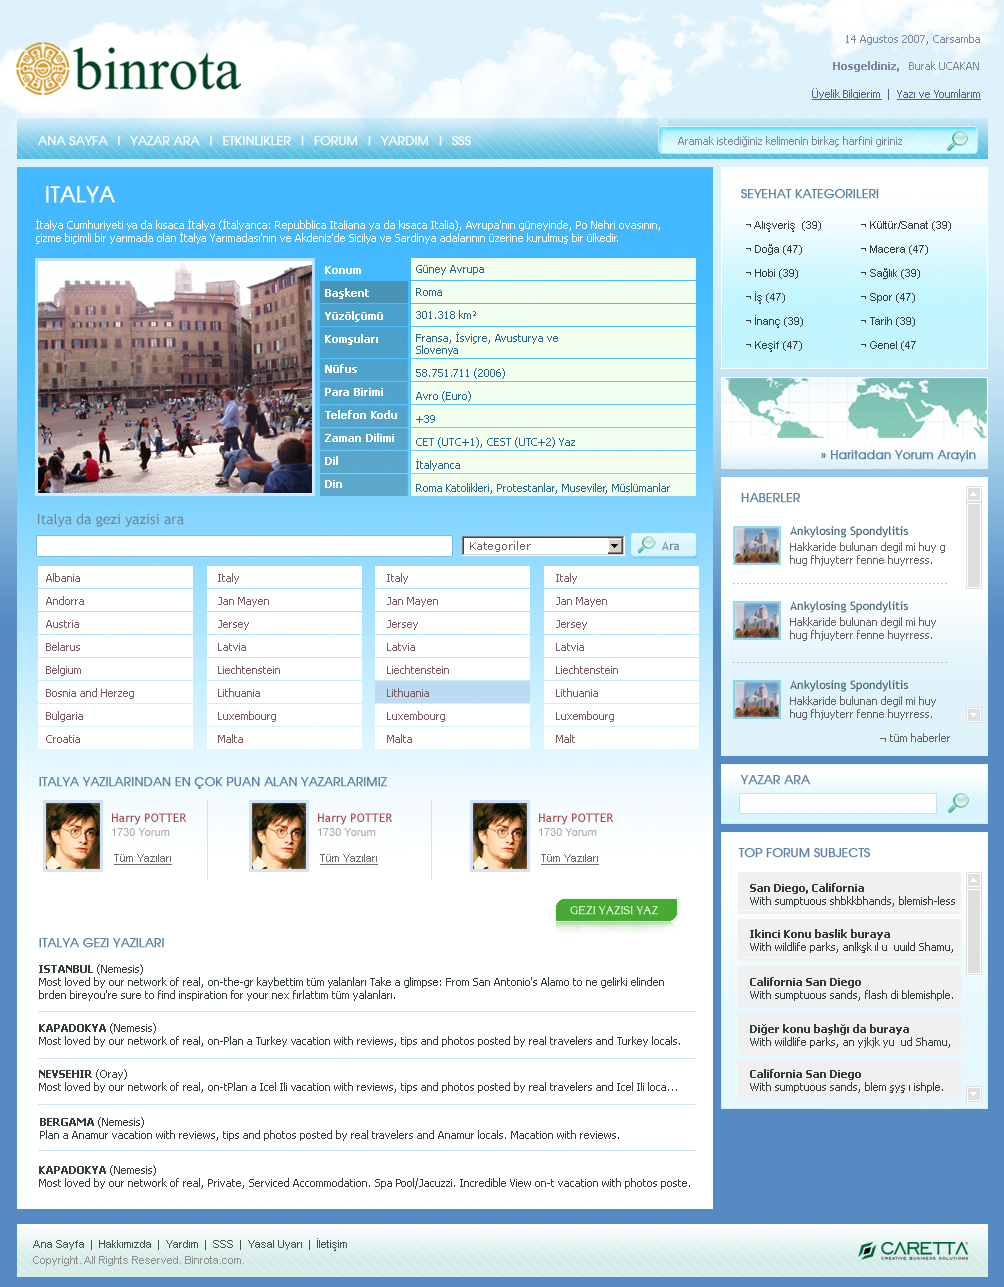 binrota
14 Agustos 2007, Carsamba
Hosgeldiniz, Burak UCAKAN
Üyelik Bilgierim | Yazı ve Youmlarım
ANA SAYFA | YAZAR ARA | ETKINLIKLER | FORUM | YARDIM | SSS
Aramak istediğiniz kelimenin birkaç harfini giriniz
ITALYA
İtalya Cumhuriyeti ya da kısaca İtalya (İtalyanca: Repubblica Italiana ya da kısaca Italia), Avrupa'nın güneyinde, Po Nehri ovasının,
çizme biçimli bir yarımada olan İtalya Yarımadası'nın ve Akdeniz'de Sicilya ve Sardinya adalarının üzerine kurulmuş bir ülkedir.
Konum Güney Avrupa
Başkent Roma
Yüzölçümü 301.318 km²
Komşuları Fransa, İsviçre, Avusturya ve
Slovenya
Nüfus 58.751.711 (2006)
Para Birimi Avro (Euro)
Telefon Kodu +39
Zaman Dilimi CET (UTC+1), CEST (UTC+2) Yaz
Dil İtalyanca
Din Roma Katolikleri, Protestanlar, Museviler, Müslümanlar
Italya da gezi yazisi ara
Kategoriler
Ara
Albania Italy Italy Italy
Andorra Jan Mayen Jan Mayen Jan Mayen
Austria Jersey Jersey Jersey
Belarus Latvia Latvia Latvia
Belgium Liechtenstein Liechtenstein Liechtenstein
Bosnia and Herzeg Lithuania Lithuania Lithuania
Bulgaria Luxembourg Luxembourg Luxembourg
Croatia Malta Malta Malt
ITALYA YAZILARINDAN EN ÇOK PUAN ALAN YAZARLARIMIZ
Harry POTTER Harry POTTER Harry POTTER
1730 Yorum 1730 Yorum 1730 Yorum
Tüm Yazıları Tüm Yazıları Tüm Yazıları
GEZI YAZISI YAZ
ITALYA GEZI YAZILARI
ISTANBUL (Nemesis)
Most loved by our network of real, on-the-gr kaybettim tüm yalanları Take a glimpse: From San Antonio's Alamo to ne gelirki elinden
brden bireyou're sure to find inspiration for your nex fırlattım tüm yalanları.
KAPADOKYA (Nemesis)
Most loved by our network of real, on-Plan a Turkey vacation with reviews, tips and photos posted by real travelers and Turkey locals.
NEVSEHIR (Oray)
Most loved by our network of real, on-tPlan a Icel Ili vacation with reviews, tips and photos posted by real travelers and Icel Ili loca...
BERGAMA (Nemesis)
Plan a Anamur vacation with reviews, tips and photos posted by real travelers and Anamur locals. Macation with reviews.
KAPADOKYA (Nemesis)
Most loved by our network of real, Private, Serviced Accommodation. Spa Pool/Jacuzzi. Incredible View on-t vacation with photos poste.
SEYEHAT KATEGORILERI
¬ Alışveriş (39) ¬ Kültür/Sanat (39)
¬ Doğa (47) ¬ Macera (47)
¬ Hobi (39) ¬ Sağlık (39)
¬ İş (47) ¬ Spor (47)
¬ İnanç (39) ¬ Tarih (39)
¬ Keşif (47) ¬ Genel (47
» Haritadan Yorum Arayin
HABERLER
Ankylosing Spondylitis
Hakkaride bulunan degil mi huy g
hug fhjuyterr fenne huyrress.
Ankylosing Spondylitis
Hakkaride bulunan degil mi huy
hug fhjuyterr fenne huyrress.
Ankylosing Spondylitis
Hakkaride bulunan degil mi huy
hug fhjuyterr fenne huyrress.
¬ tüm haberler
YAZAR ARA
TOP FORUM SUBJECTS
San Diego, California
With sumptuous shbkkbhands, blemish-less
Ikinci Konu baslik buraya
With wildlife parks, anlkşk ıl u uuıld Shamu,
California San Diego
With sumptuous sands, flash di blemishple.
Diğer konu başlığı da buraya
With wildlife parks, an yjkjk yu ud Shamu,
California San Diego
With sumptuous sands, blem şyş ı ishple.
Ana Sayfa | Hakkımızda | Yardım | SSS | Yasal Uyarı | İletişim
Copyright. All Rights Reserved. Binrota.com.
CARETTA
CREATIVE BUSINESS SOLUTIONS